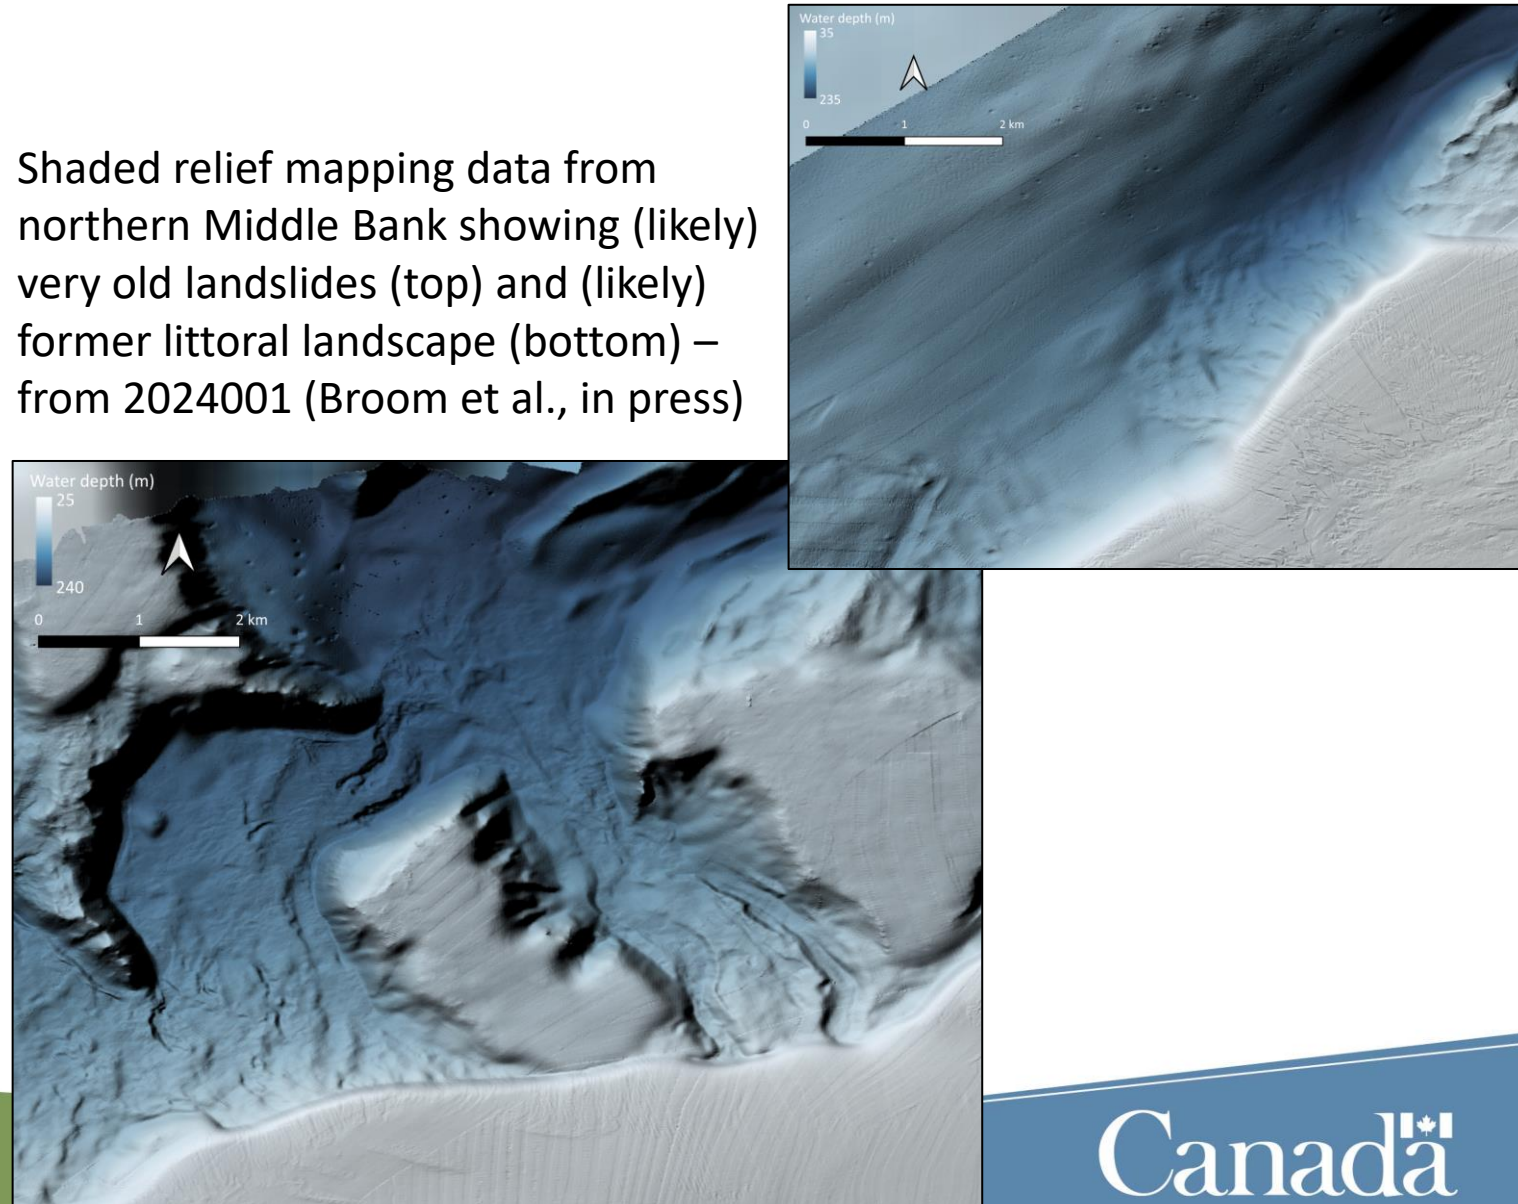 Shaded relief mapping data from
northern Middle Bank showing (likely)
very old landslides (top) and (likely)
former littoral landscape (bottom) –
from 2024001 (Broom et al., in press)
Water depth (m)
35
235
0 1 2 km
Water depth (m)
25
240
0 1 2 km
Canada